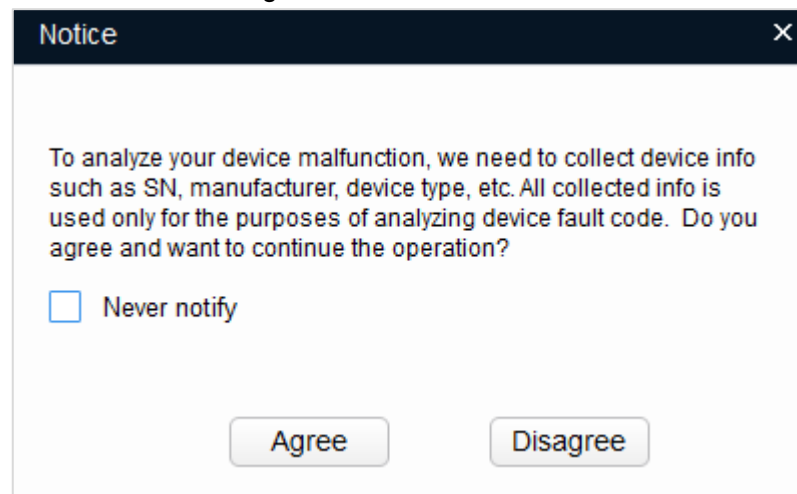 Notice
To analyze your device malfunction, we need to collect device info
such as SN, manufacturer, device type, etc. All collected info is
used only for the purposes of analyzing device fault code.  Do you
agree and want to continue the operation?
Never notify
Agree
Disagree